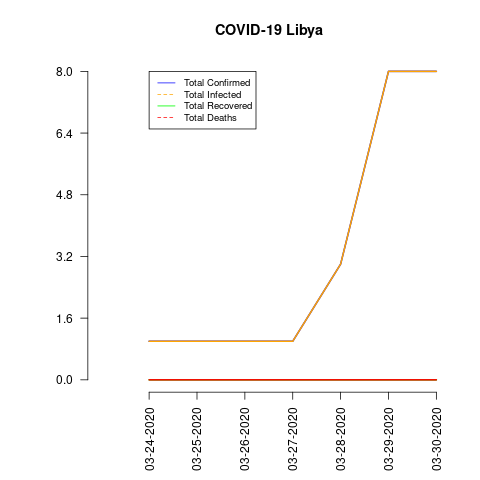 COVID-19 Libya
8.0
6.4
4.8
3.2
1.6
0.0
Total Confirmed
Total Infected
Total Recovered
Total Deaths
03-24-2020
03-25-2020
03-26-2020
03-27-2020
03-28-2020
03-29-2020
03-30-2020